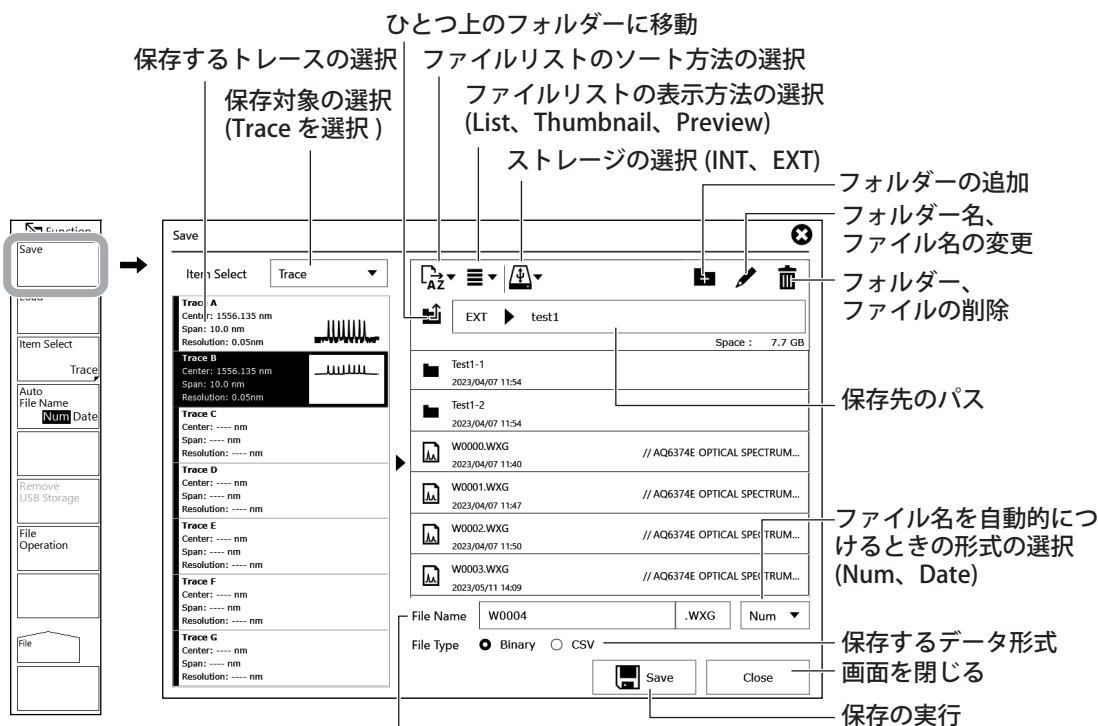 ひとつ上のフォルダーに移動
保存するトレースの選択
ファイルリストのソート方法の選択
保存対象の選択
(Trace を選択 )
ファイルリストの表示方法の選択
(List、Thumbnail、Preview)
ストレージの選択 (INT、EXT)
フォルダーの追加
フォルダー名、
ファイル名の変更
フォルダー、
ファイルの削除
保存先のパス
ファイル名を自動的につ
けるときの形式の選択
(Num、Date)
保存するデータ形式
画面を閉じる
保存の実行
Function
Save
Load
Item Select
Trace
Auto
File Name
Num Date
Remove
USB Storage
File
Operation
File
Save
Item Select
Trace
Trace A
Center: 1556.135 nm
Span: 10.0 nm
Resolution: 0.05nm
Trace B
Center: 1556.135 nm
Span: 10.0 nm
Resolution: 0.05nm
Trace C
Center: ---- nm
Span: ---- nm
Resolution: ---- nm
Trace D
Center: ---- nm
Span: ---- nm
Resolution: ---- nm
Trace E
Center: ---- nm
Span: ---- nm
Resolution: ---- nm
Trace F
Center: ---- nm
Span: ---- nm
Resolution: ---- nm
Trace G
Center: ---- nm
Span: ---- nm
Resolution: ---- nm
AZ
EXT ▶ test1
Space : 7.7 GB
Test1-1
2023/04/07 11:54
Test1-2
2023/04/07 11:54
W0000.WXG // AQ6374E OPTICAL SPECTRUM...
2023/04/07 11:40
W0001.WXG // AQ6374E OPTICAL SPECTRUM...
2023/04/07 11:47
W0002.WXG // AQ6374E OPTICAL SPECTRUM...
2023/04/07 11:50
W0003.WXG // AQ6374E OPTICAL SPECTRUM...
2023/05/11 14:09
File Name W0004 .WXG Num
File Type Binary CSV
Save Close